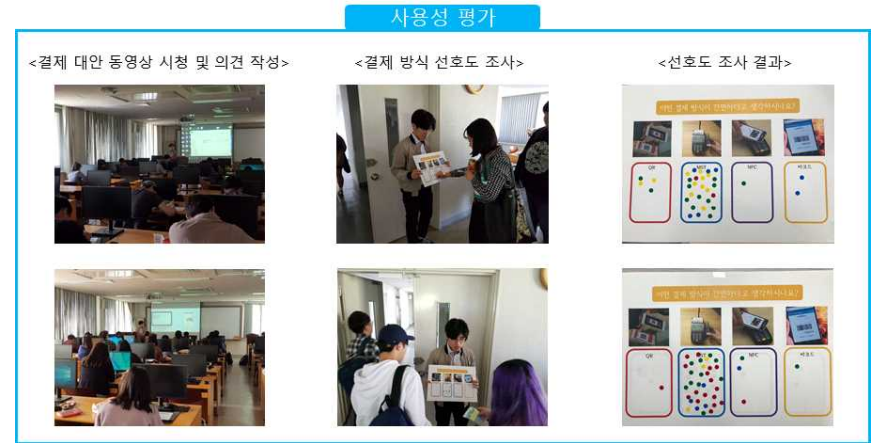 사용성 평가
<결제 대안 동영상 시청 및 의견 작성>
<결제 방식 선호도 조사>
<선호도 조사 결과>
어떤 결제 방식이 간편하다고 생각하시나요?
QR
MST
NFC
바코드
어떤 결제 방식이 간편하다고 생각하시나요?
QR
NFC
바코드